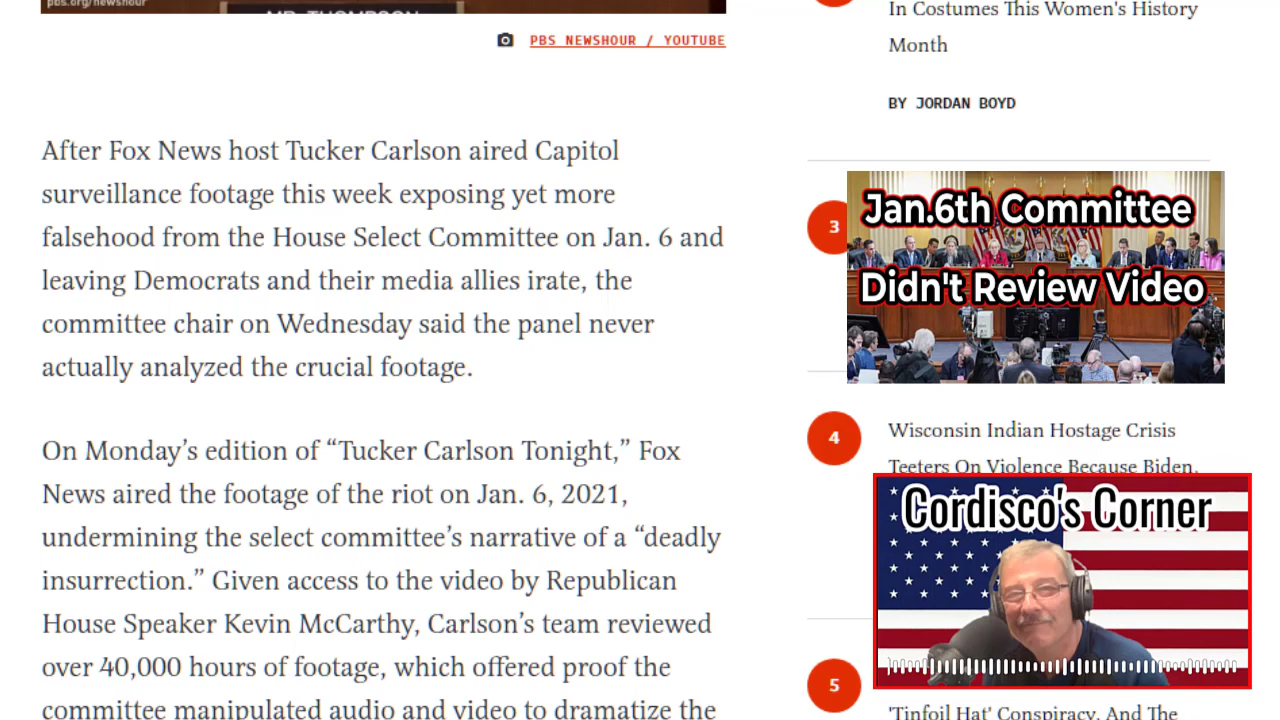 pbs.org/newshour
MR. THOMPSON
PBS NEWSHOUR / YOUTUBE
After Fox News host Tucker Carlson aired Capitol
surveillance footage this week exposing yet more
falsehood from the House Select Committee on Jan. 6 and
leaving Democrats and their media allies irate, the
committee chair on Wednesday said the panel never
actually analyzed the crucial footage.
On Monday’s edition of “Tucker Carlson Tonight,” Fox
News aired the footage of the riot on Jan. 6, 2021,
undermining the select committee’s narrative of a “deadly
insurrection.” Given access to the video by Republican
House Speaker Kevin McCarthy, Carlson’s team reviewed
over 40,000 hours of footage, which offered proof the
committee manipulated audio and video to dramatize the
In Costumes This Women's History
Month
BY JORDAN BOYD
3
Jan.6th Committee
Didn't Review Video
4
Wisconsin Indian Hostage Crisis
Teeters On Violence Because Biden,
Cordisco's Corner
5
'Tinfoil Hat' Conspiracy, And The